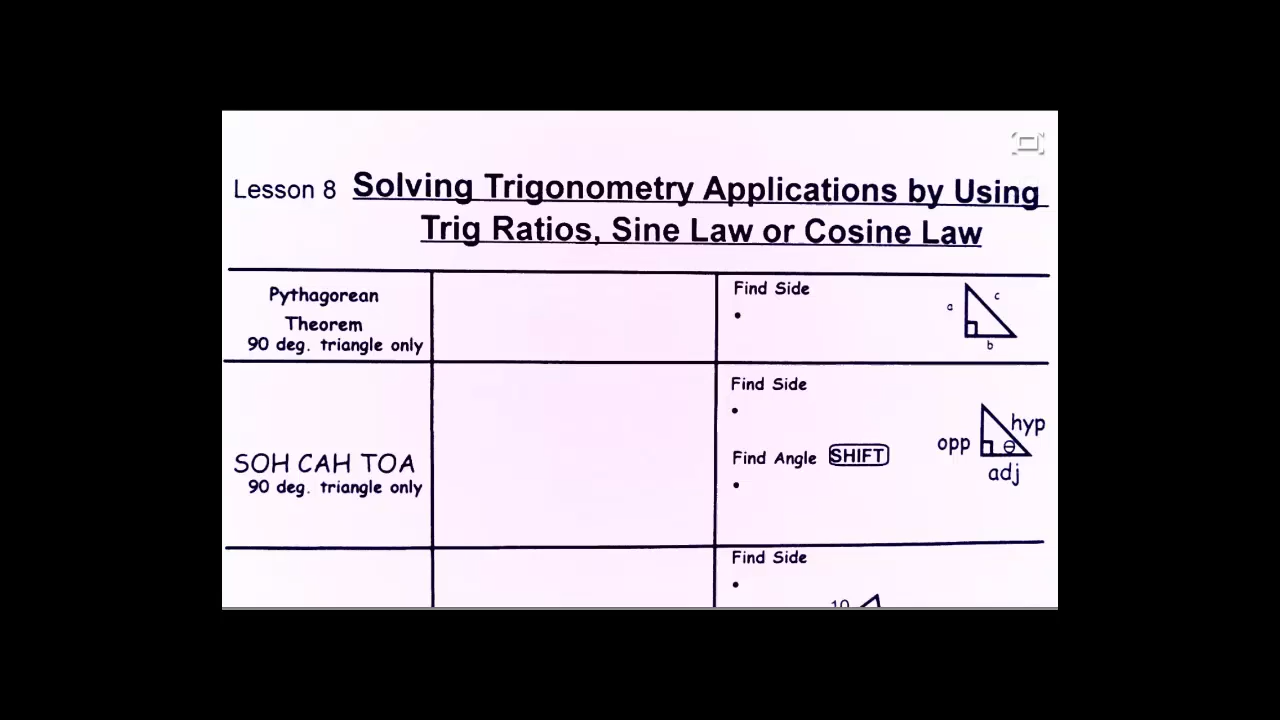 Lesson 8 Solving Trigonometry Applications by Using
Trig Ratios, Sine Law or Cosine Law
Pythagorean
Theorem
90 deg. triangle only
Find Side
•
a
c
b
SOH CAH TOA
90 deg. triangle only
Find Side
•
Find Angle SHIFT
•
opp
hyp
θ
adj
Find Side
•
10